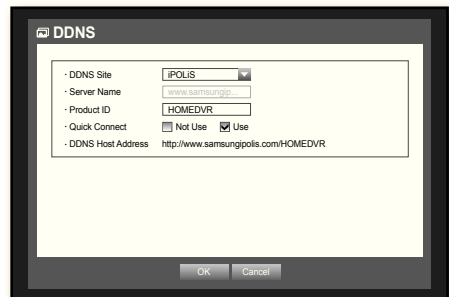 DDNS
· DDNS Site iPOLiS
· Server Name www.samsungip...
· Product ID HOMEDVR
· Quick Connect Not Use Use
· DDNS Host Address http://www.samsungipolis.com/HOMEDVR
OK Cancel